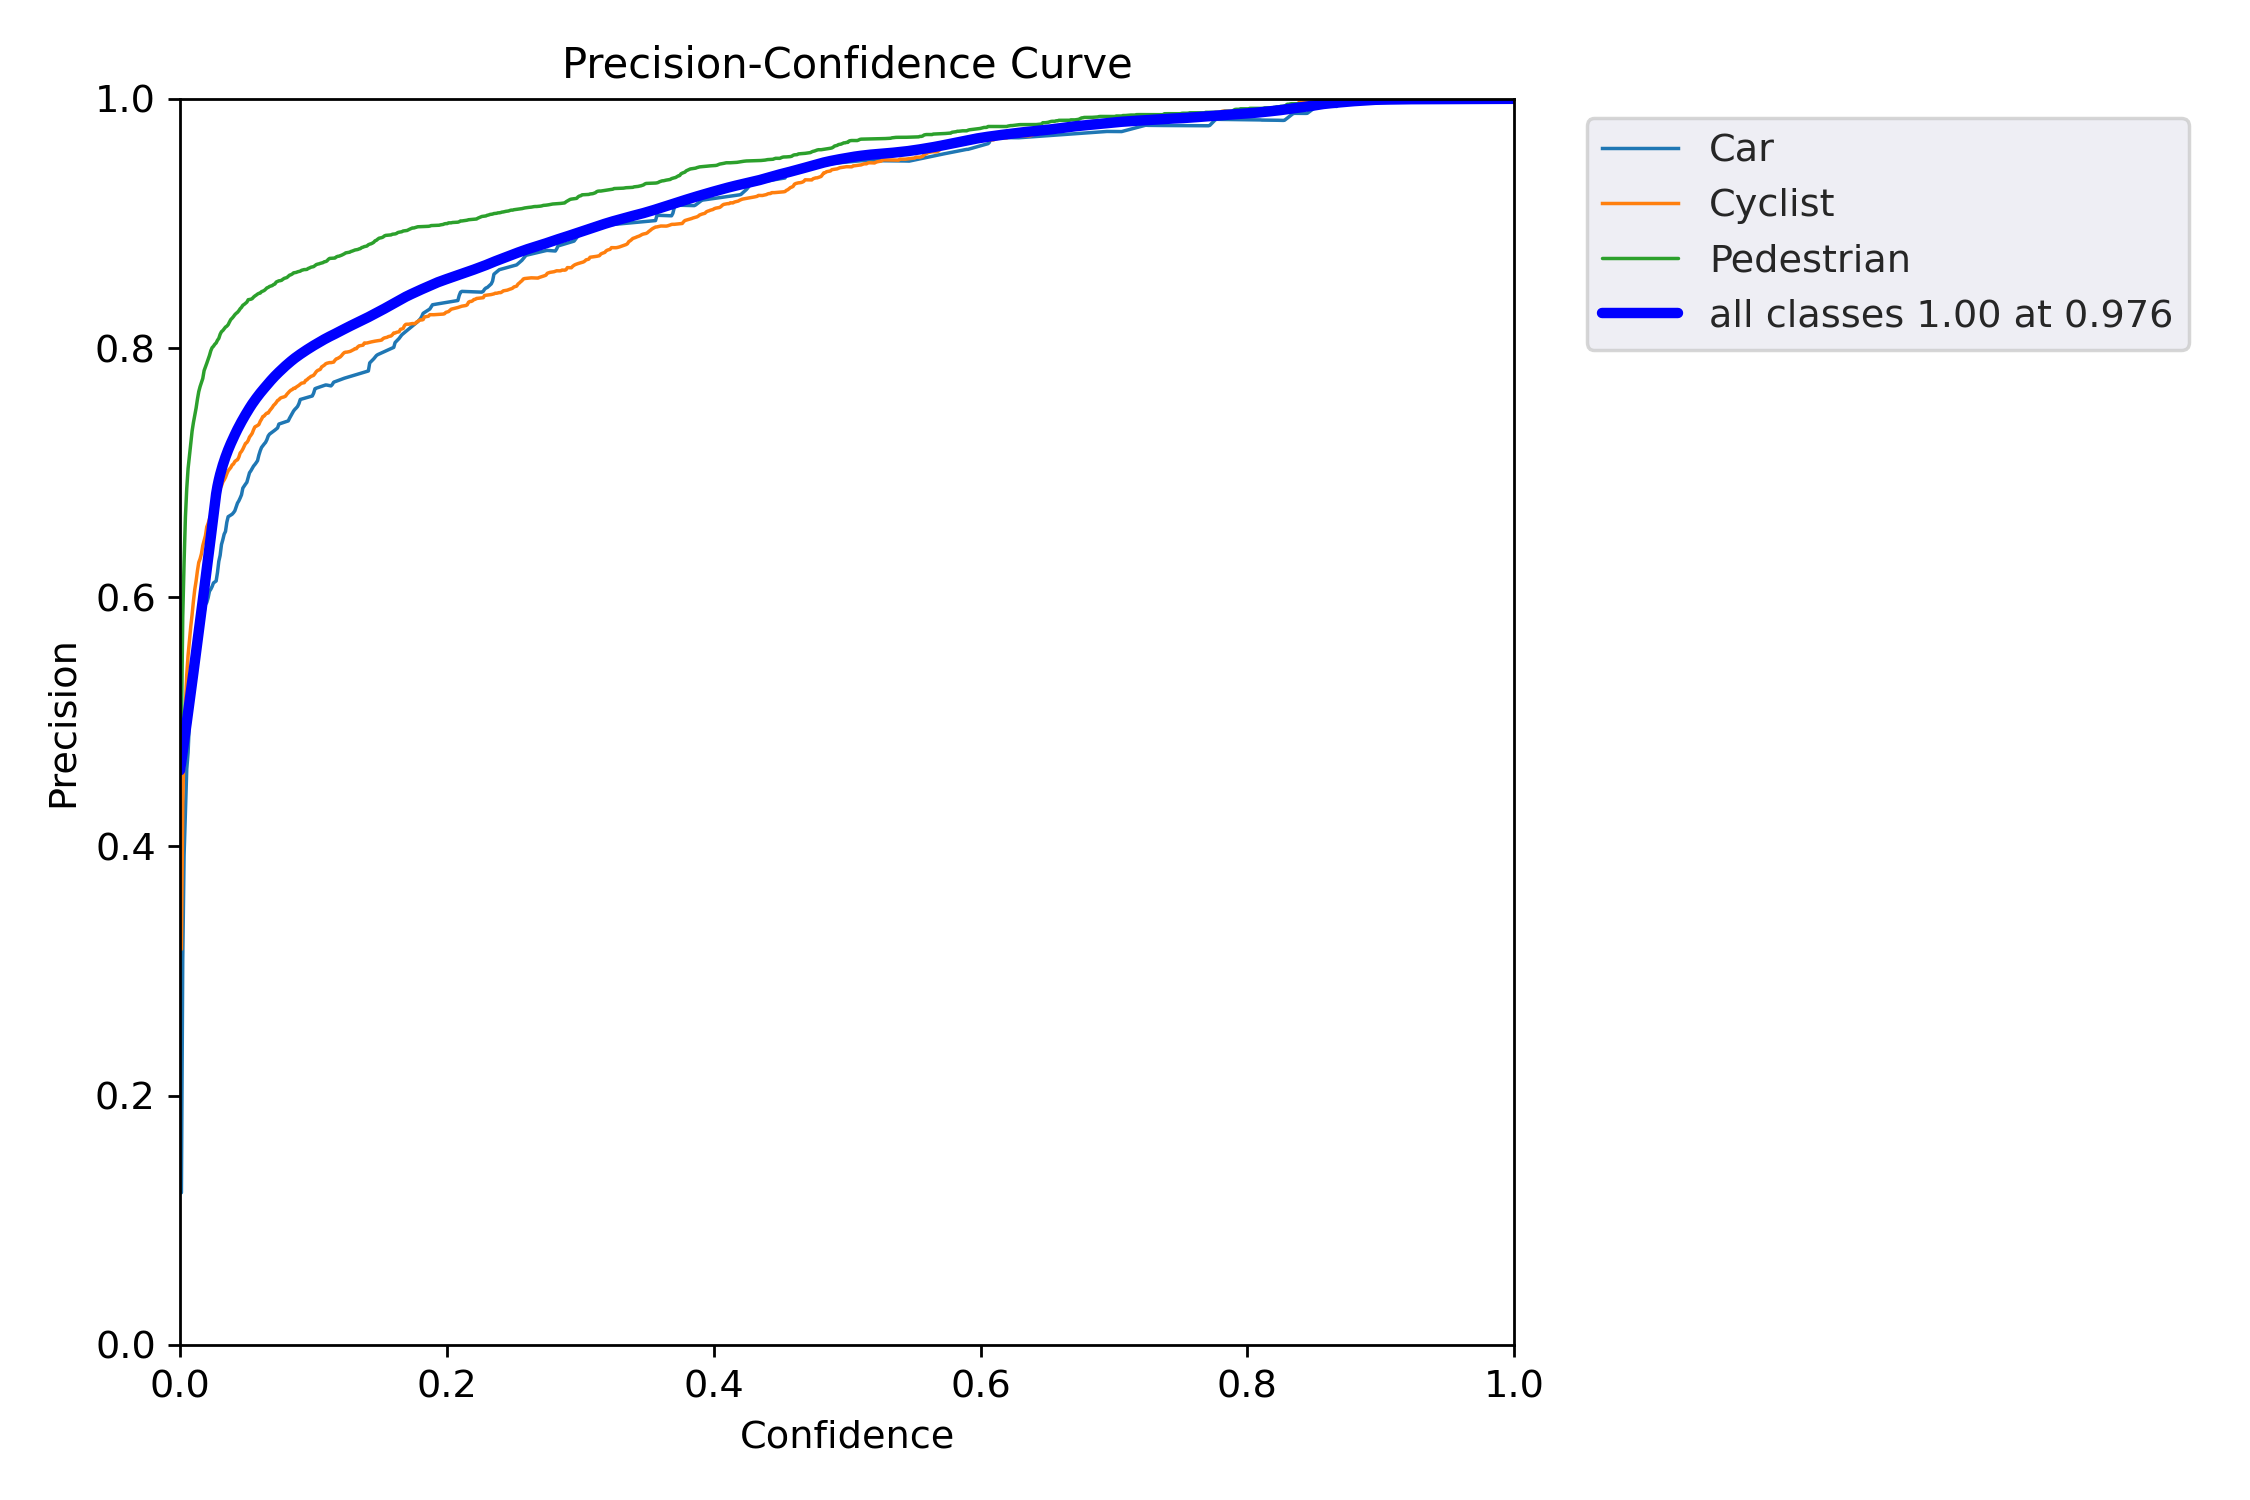 Precision-Confidence Curve
1.0
0.8
0.6
0.4
0.2
0.0
Precision
0.0 0.2 0.4 0.6 0.8 1.0
Confidence
Car
Cyclist
Pedestrian
all classes 1.00 at 0.976